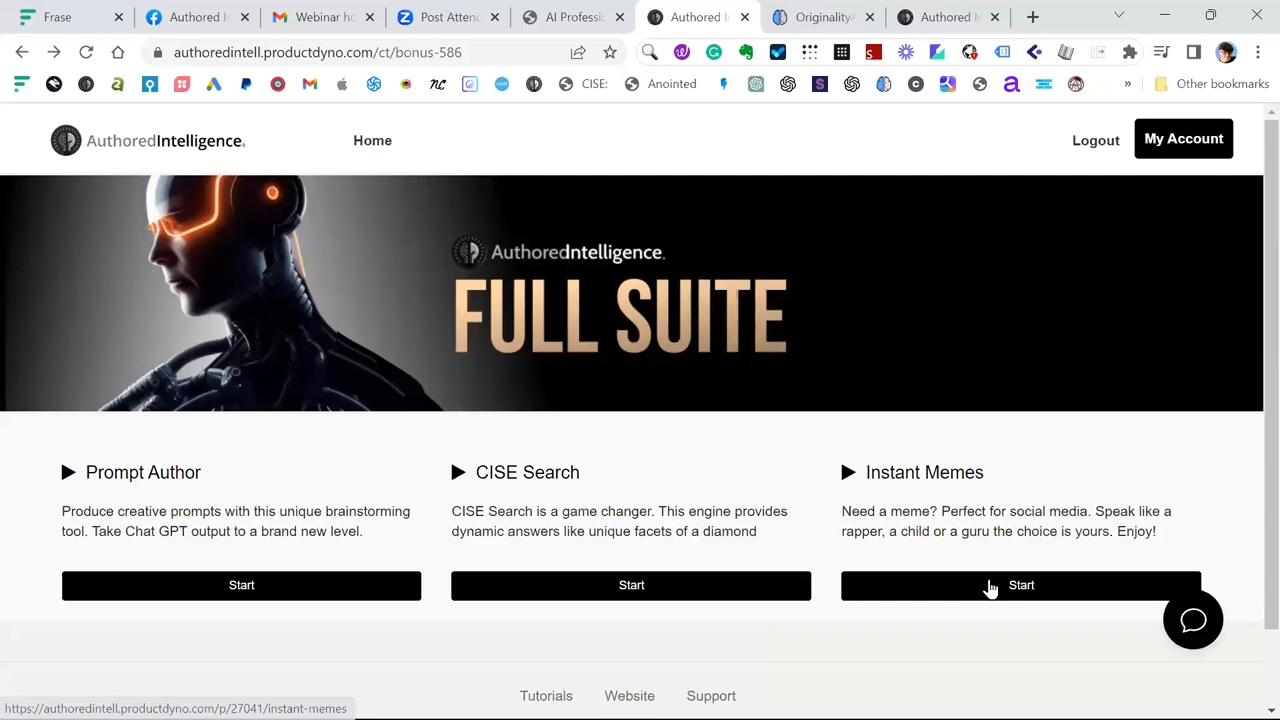 Frase
Authored I
Webinar ho
Post Atten
AI Professio
Authored I
Originality
Authored I
authoredintell.productdyno.com/ct/bonus-586
CISE:
Anointed
Other bookmarks
AuthoredIntelligence.
Home
Logout
My Account
AuthoredIntelligence.
FULL SUITE
Prompt Author
CISE Search
Instant Memes
Produce creative prompts with this unique brainstorming
tool. Take Chat GPT output to a brand new level.
CISE Search is a game changer. This engine provides
dynamic answers like unique facets of a diamond
Need a meme? Perfect for social media. Speak like a
rapper, a child or a guru the choice is yours. Enjoy!
Start
Start
Start
Tutorials
Website
Support
https://authoredintell.productdyno.com/p/27041/instant-memes